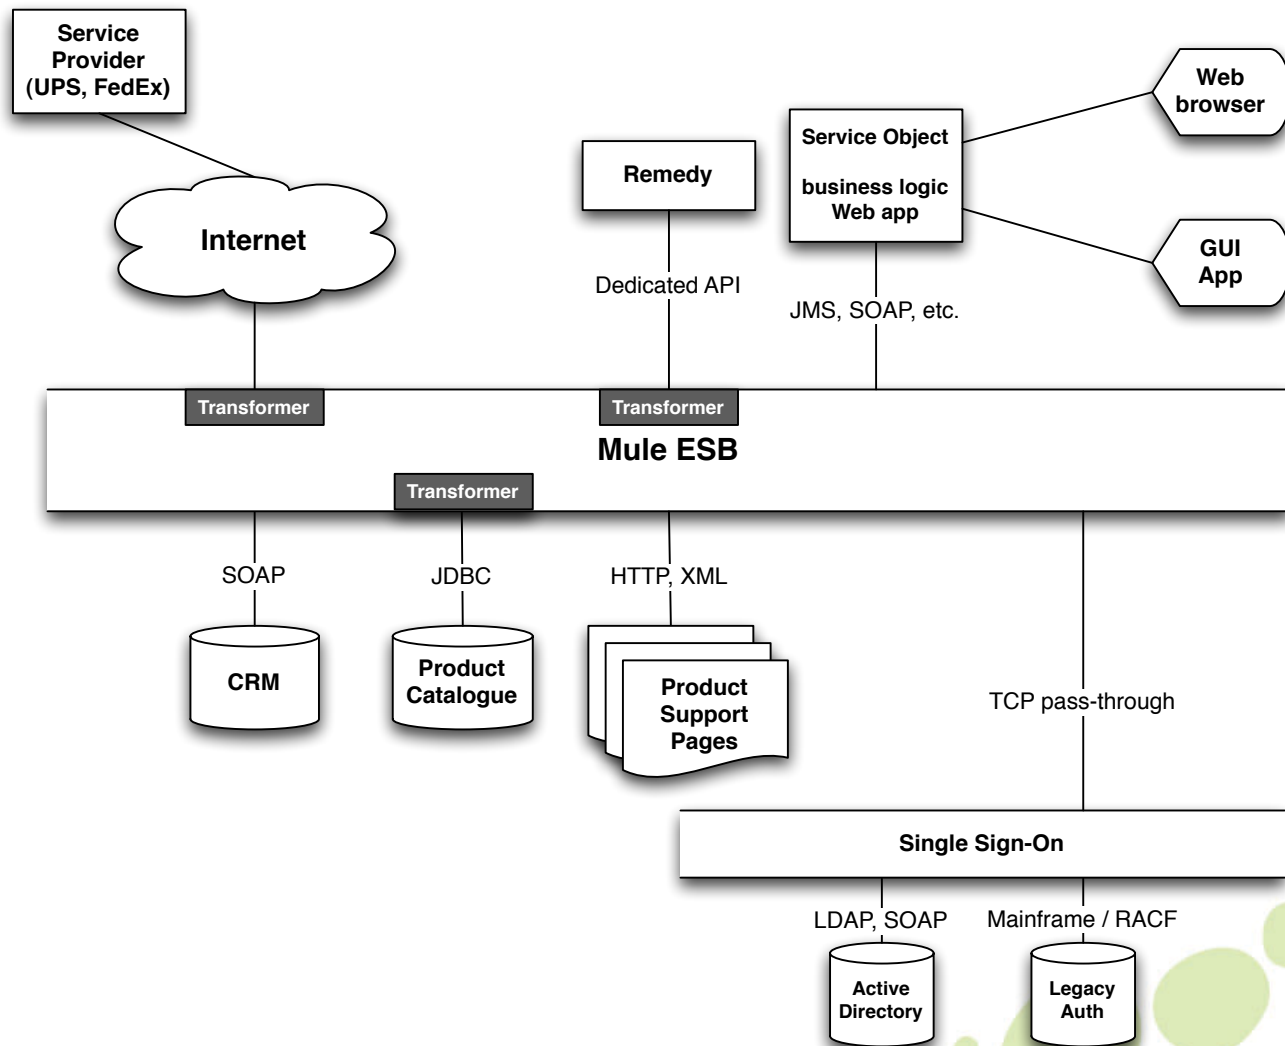 Service
Provider
(UPS, FedEx)
Internet
Remedy
Dedicated API
Service Object
business logic
Web app
JMS, SOAP, etc.
Web
browser
GUI
App
Transformer
Transformer
Mule ESB
Transformer
SOAP
JDBC
HTTP, XML
CRM
Product
Catalogue
Product
Support
Pages
TCP pass-through
Single Sign-On
LDAP, SOAP
Mainframe / RACF
Active
Directory
Legacy
Auth